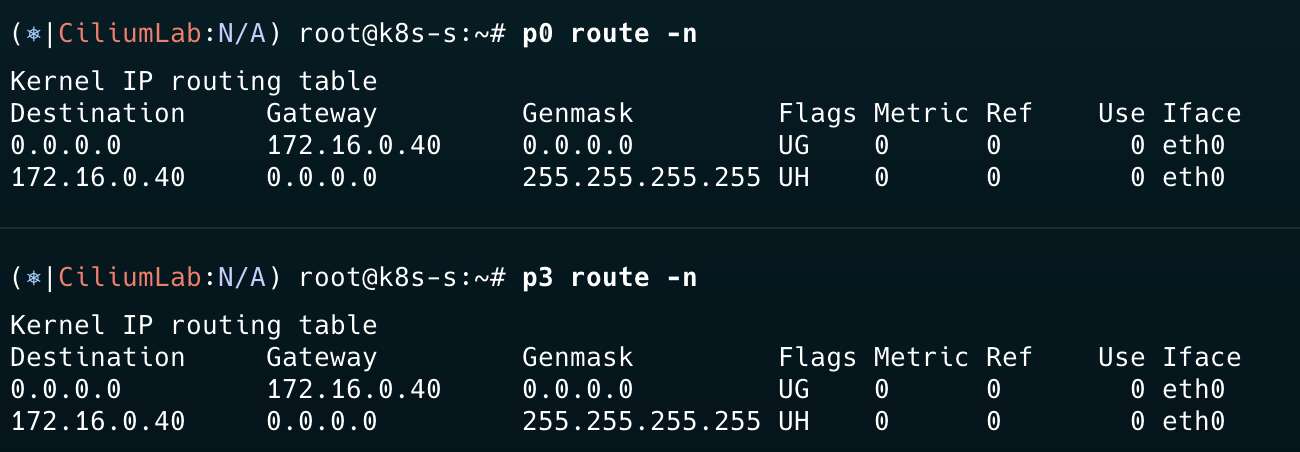 (⎈|CiliumLab:N/A) root@k8s-s:~# p0 route -n
Kernel IP routing table
Destination     Gateway         Genmask         Flags Metric Ref    Use Iface
0.0.0.0         172.16.0.40     0.0.0.0         UG    0      0        0 eth0
172.16.0.40     0.0.0.0         255.255.255.255 UH    0      0        0 eth0
(⎈|CiliumLab:N/A) root@k8s-s:~# p3 route -n
Kernel IP routing table
Destination     Gateway         Genmask         Flags Metric Ref    Use Iface
0.0.0.0         172.16.0.40     0.0.0.0         UG    0      0        0 eth0
172.16.0.40     0.0.0.0         255.255.255.255 UH    0      0        0 eth0